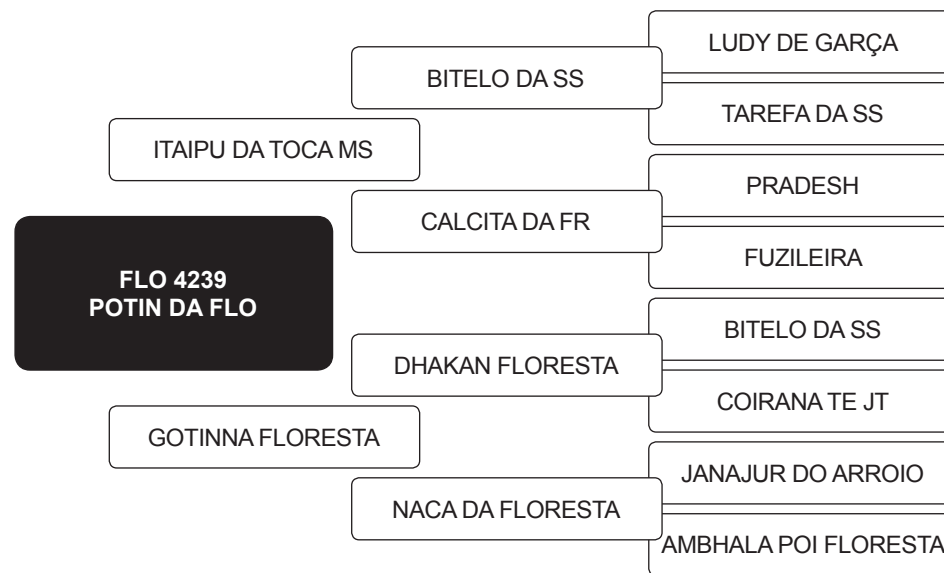 LUDY DE GARÇA
BITELO DA SS
TAREFA DA SS
ITAIPU DA TOCA MS
PRADESH
CALCITA DA FR
FUZILEIRA
FLO 4239
POTIN DA FLO
BITELO DA SS
DHAKAN FLORESTA
COIRANA TE JT
GOTINNA FLORESTA
JANAJUR DO ARROIO
NACA DA FLORESTA
AMBHALA POI FLORESTA